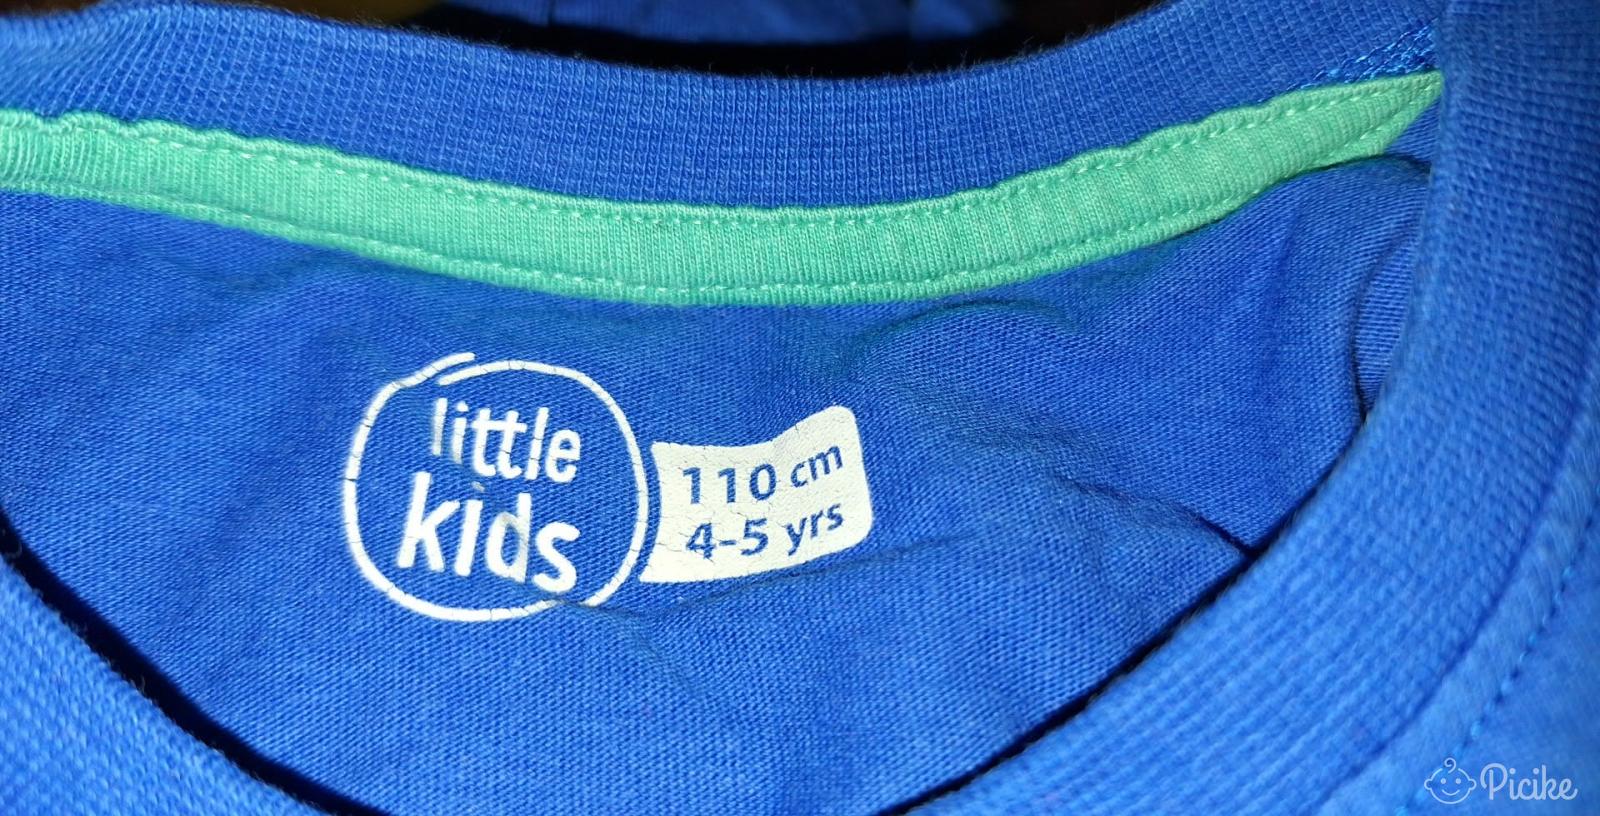 little
kids
110 cm
4-5 yrs
Picike